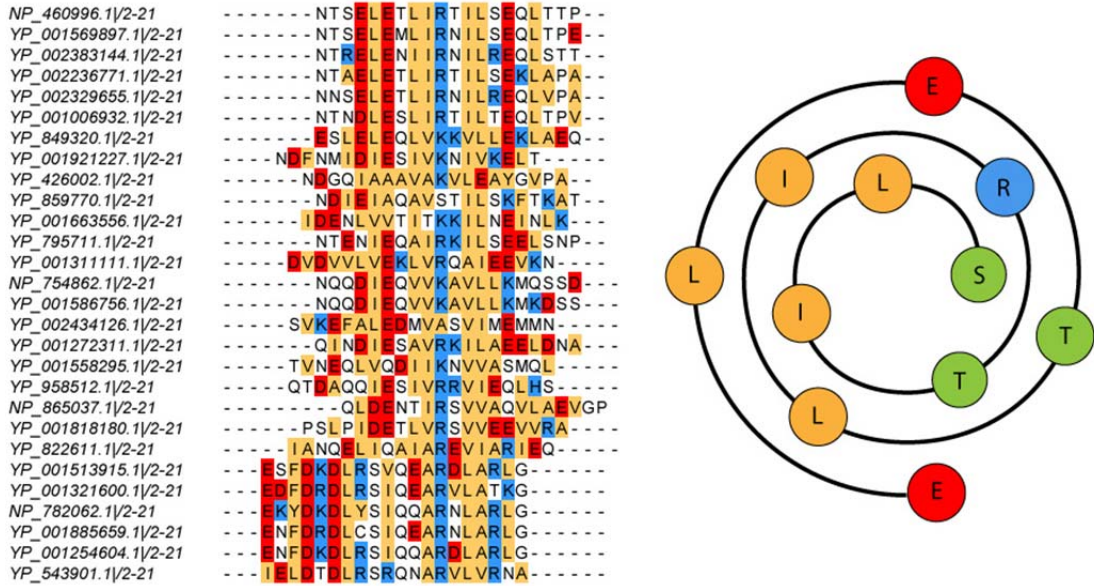 NP_460996.1|/2-21 - - - - - - - NTSELETLIRTILSEQLTTP- -
YP_001569897.1|/2-21 - - - - - - - NTSELEMLIRNILSEQLTPE- -
YP_002383144.1|/2-21 - - - - - - - NTRELENLIRNILREQLSTT- -
YP_002236771.1|/2-21 - - - - - - - NTAELETLIRTILSEKLAPA- -
YP_002329655.1|/2-21 - - - - - - - NNSELETLIRNILREQLVPA- -
YP_001006932.1|/2-21 - - - - - - - NTNDLESLIRTILTEQLTPV- -
YP_849320.1|/2-21 - - - - - - - ESLELEQLVKKVLLEKLAEQ- -
YP_001921227.1|/2-21 - - - - NDFNMIDIESIVKNIVKELT- - - - -
YP_426002.1|/2-21 - - - - - - NDGQIAAAVAKVLEAYGVPA- - -
YP_859770.1|/2-21 - - - - - - - NDIEIAQAVSTILSKFTKAT- -
YP_001663556.1|/2-21 - - - - - - IDENLVVTITKKILNEINLK- - -
YP_795711.1|/2-21 - - - - - - - NTENIEQAIRKILSEELSNP- -
YP_001311111.1|/2-21 - - - - - DVDVVLVEKLVRQAIEEVKN- - - -
NP_754862.1|/2-21 - - - - - - - NQQDIEQVVKAVLLKMQSSD- -
YP_001586756.1|/2-21 - - - - - - - NQQDIEQVVKAVLLKMKDSS- -
YP_002434126.1|/2-21 - - - - - SVKEFALEDMVASVIMEMMN- - - -
YP_001272311.1|/2-21 - - - - - - - QINDIESAVRKILAEELDNA- -
YP_001558295.1|/2-21 - - - - - TVNEQLVQDIIKNVVASMQL- - - -
YP_958512.1|/2-21 - - - - - QTDAQQIESIVRRVIEQLHS- - - -
NP_865037.1|/2-21 - - - - - - - - - QLDENTIRSVVAQVLAEVGP
YP_001818180.1|/2-21 - - - - - - PSLPIDETLVRSVVEEVVRA- - -
YP_822611.1|/2-21 - - - - - IANQELIQAIAREVIARIEQ- - - -
YP_001513915.1|/2-21 - - - ESFDKDLRSVQEARDLARLG- - - - - -
YP_001321600.1|/2-21 - - - EDFDRDLRSIQEARVLATKG- - - - - -
NP_782062.1|/2-21 - - - EKYDKDLYSIQQARNLARLG- - - - - -
YP_001885659.1|/2-21 - - - ENFDRDLCSIQEARNLARLG- - - - - -
YP_001254604.1|/2-21 - - - ENFDKDLRSIQQARDLARLG- - - - - -
YP_543901.1|/2-21 - - - IELDTDLRSRQNARVLVRNA- - - - - -
E
I
L
R
L
S
I
T
T
L
E